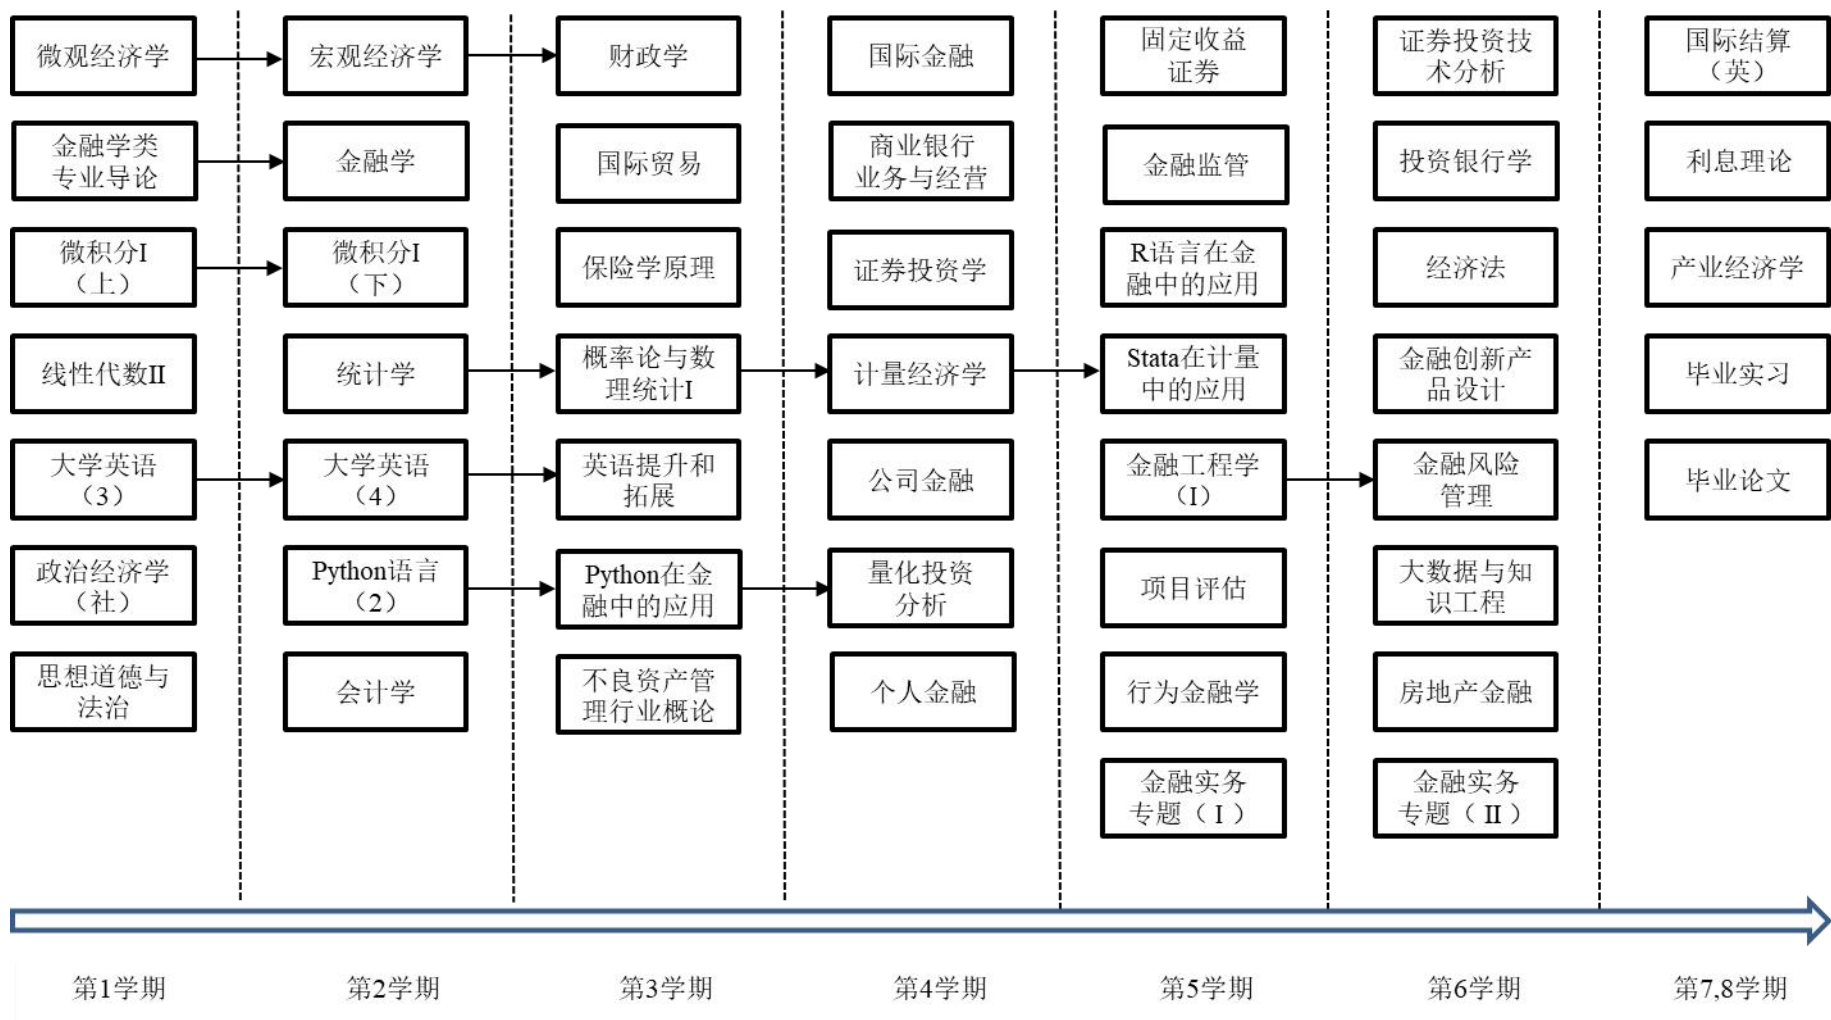 微观经济学
宏观经济学
财政学
国际金融
固定收益
证券
证券投资技
术分析
国际结算
（英）
金融学类
专业导论
金融学
国际贸易
商业银行
业务与经营
金融监管
投资银行学
利息理论
微积分I
（上）
微积分I
（下）
保险学原理
证券投资学
R语言在金
融中的应用
经济法
产业经济学
线性代数II
统计学
概率论与数
理统计I
计量经济学
Stata在计量
中的应用
金融创新产
品设计
毕业实习
大学英语
（3）
大学英语
（4）
英语提升和
拓展
公司金融
金融工程学
（I）
金融风险
管理
毕业论文
政治经济学
（社）
Python语言
（2）
Python在金
融中的应用
量化投资
分析
项目评估
大数据与知
识工程
思想道德与
法治
会计学
不良资产管
理行业概论
个人金融
行为金融学
房地产金融
金融实务
专题（Ⅰ）
金融实务
专题（Ⅱ）
第1学期
第2学期
第3学期
第4学期
第5学期
第6学期
第7,8学期